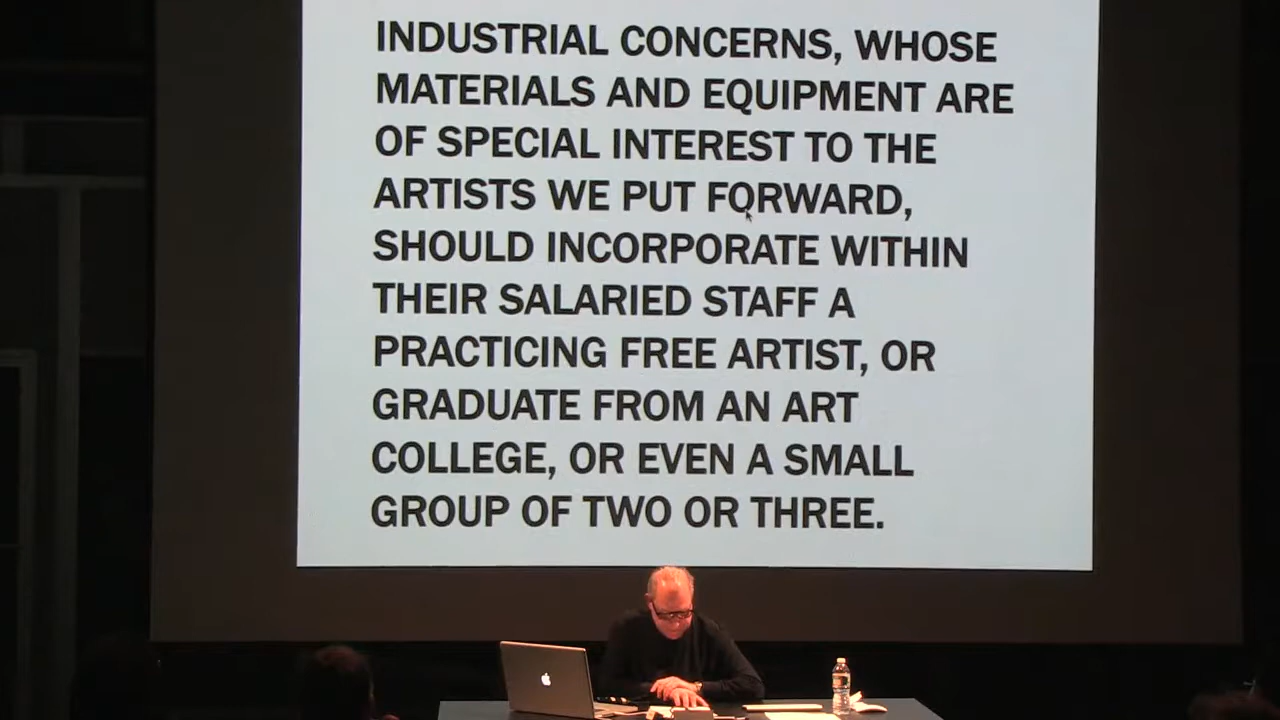 INDUSTRIAL CONCERNS, WHOSE
MATERIALS AND EQUIPMENT ARE
OF SPECIAL INTEREST TO THE
ARTISTS WE PUT FORWARD,
SHOULD INCORPORATE WITHIN
THEIR SALARIED STAFF A
PRACTICING FREE ARTIST, OR
GRADUATE FROM AN ART
COLLEGE, OR EVEN A SMALL
GROUP OF TWO OR THREE.